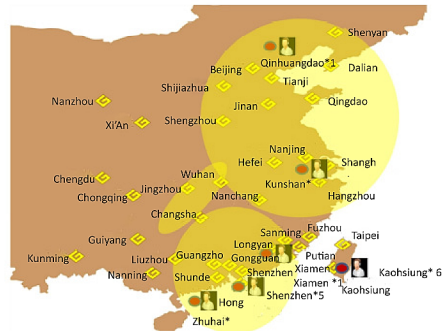 Shenyan
Qinhuangdao*1
Beijing
Dalian
Tianji
Shijiazhua
Nanzhou
Jinan
Qingdao
Xi'An
Shengzhou
Nanjing
Hefei
Shangh
Wuhan
Chengdu
Jingzhou
Kunshan*
Chongqing
Nanchang
Hangzhou
Changsha
Fuzhou
Sanming
Taipei
Guiyang
Longyan
Putian
Kunming
Liuzhou
Guangzho
Gongguan
Xiamen
Kaohsiung* 6
Nanning
Shunde
Shenzhen
Xiamen *1
Kaohsiung
Hong
Shenzhen*5
Zhuhai*